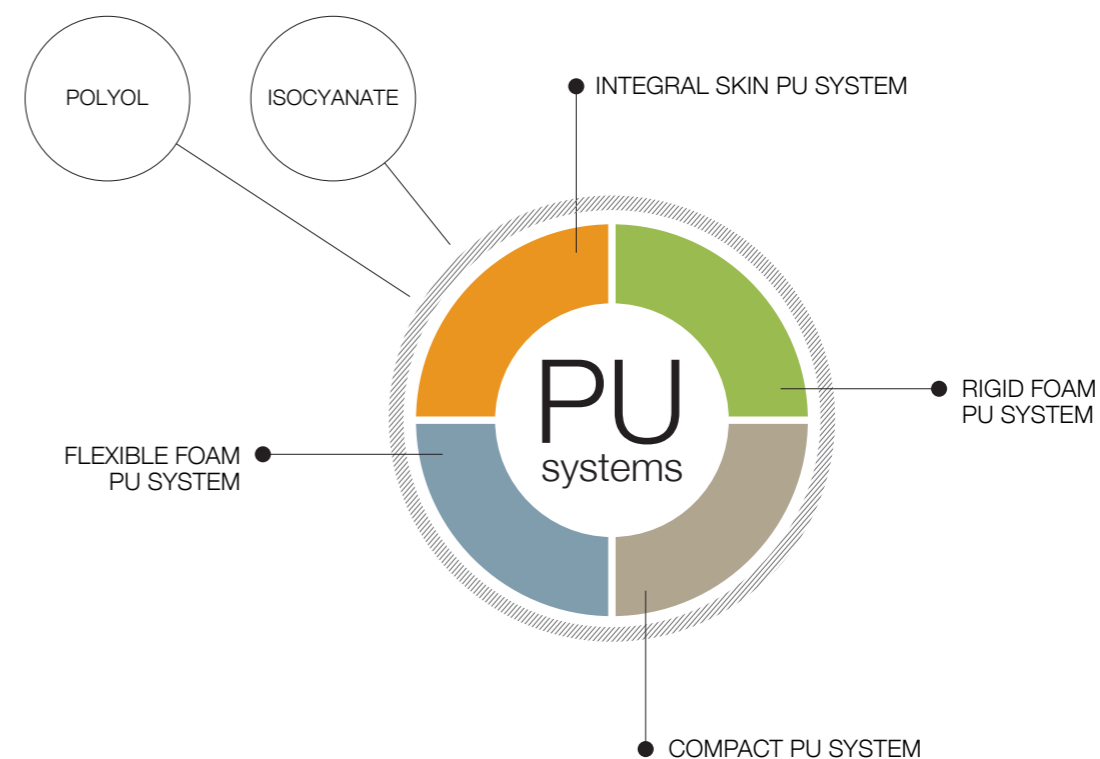 POLYOL
ISOCYANATE
INTEGRAL SKIN PU SYSTEM
RIGID FOAM
PU SYSTEM
PU
systems
FLEXIBLE FOAM
PU SYSTEM
COMPACT PU SYSTEM